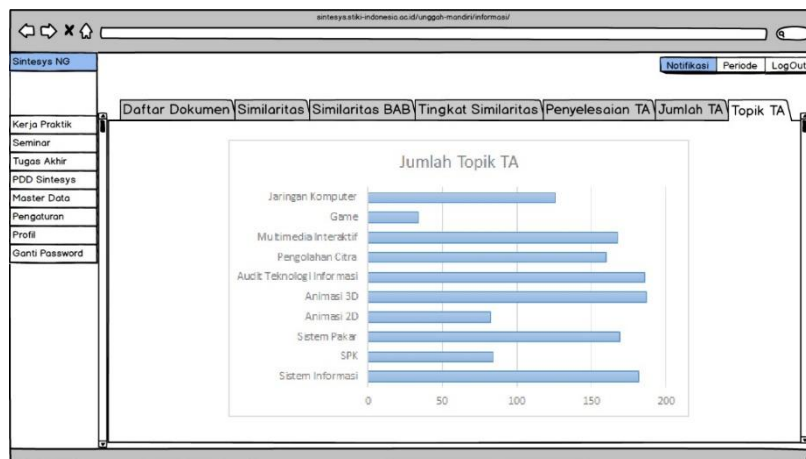 sintesys.stiki-indonesia.ac.id/unggah-mandiri/informasi/
Sintesys NG
Notifikasi Periode LogOut
Daftar Dokumen Similaritas Similaritas BAB Tingkat Similaritas Penyelesaian TA Jumlah TA Topik TA
Kerja Praktik
Seminar
Tugas Akhir
PDD Sintesys
Master Data
Pengaturan
Profil
Ganti Password
Jumlah Topik TA
Jaringan Komputer
Game
Multimedia Interaktif
Pengolahan Citra
Audit Teknologi Informasi
Animasi 3D
Animasi 2D
Sistem Pakar
SPK
Sistem Informasi
0 50 100 150 200